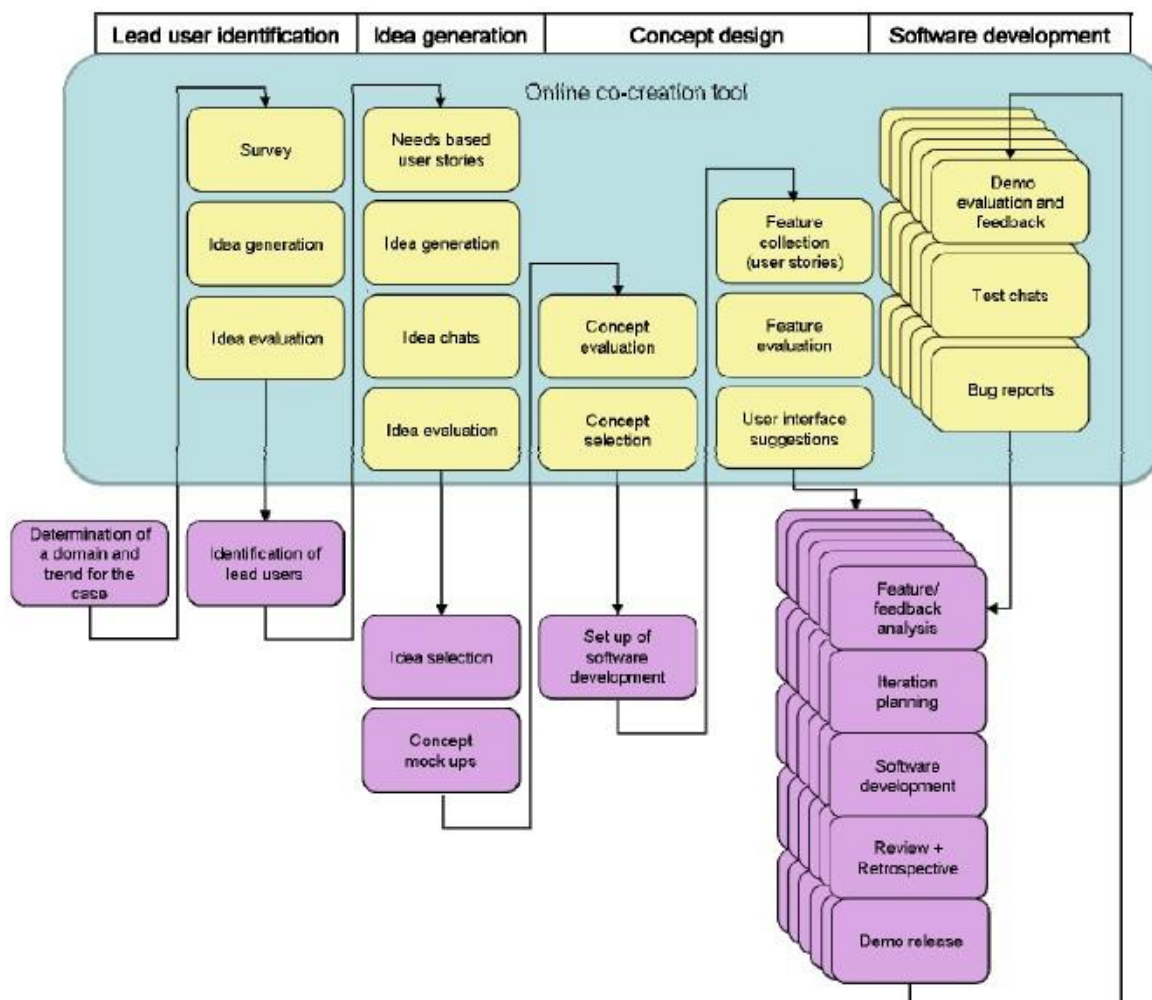 Lead user identification
Idea generation
Concept design
Software development
Online co-creation tool
Survey
Idea generation
Idea evaluation
Needs based
user stories
Idea generation
Idea chats
Idea evaluation
Concept
evaluation
Concept
selection
Feature
collection
(user stories)
Feature
evaluation
User interface
suggestions
Demo
evaluation and
feedback
Test chats
Bug reports
Determination of
a domain and
trend for the
case
Identification of
lead users
Idea selection
Concept
mock ups
Set up of
software
development
Feature/
feedback
analysis
Iteration
planning
Software
development
Review +
Retrospective
Demo release